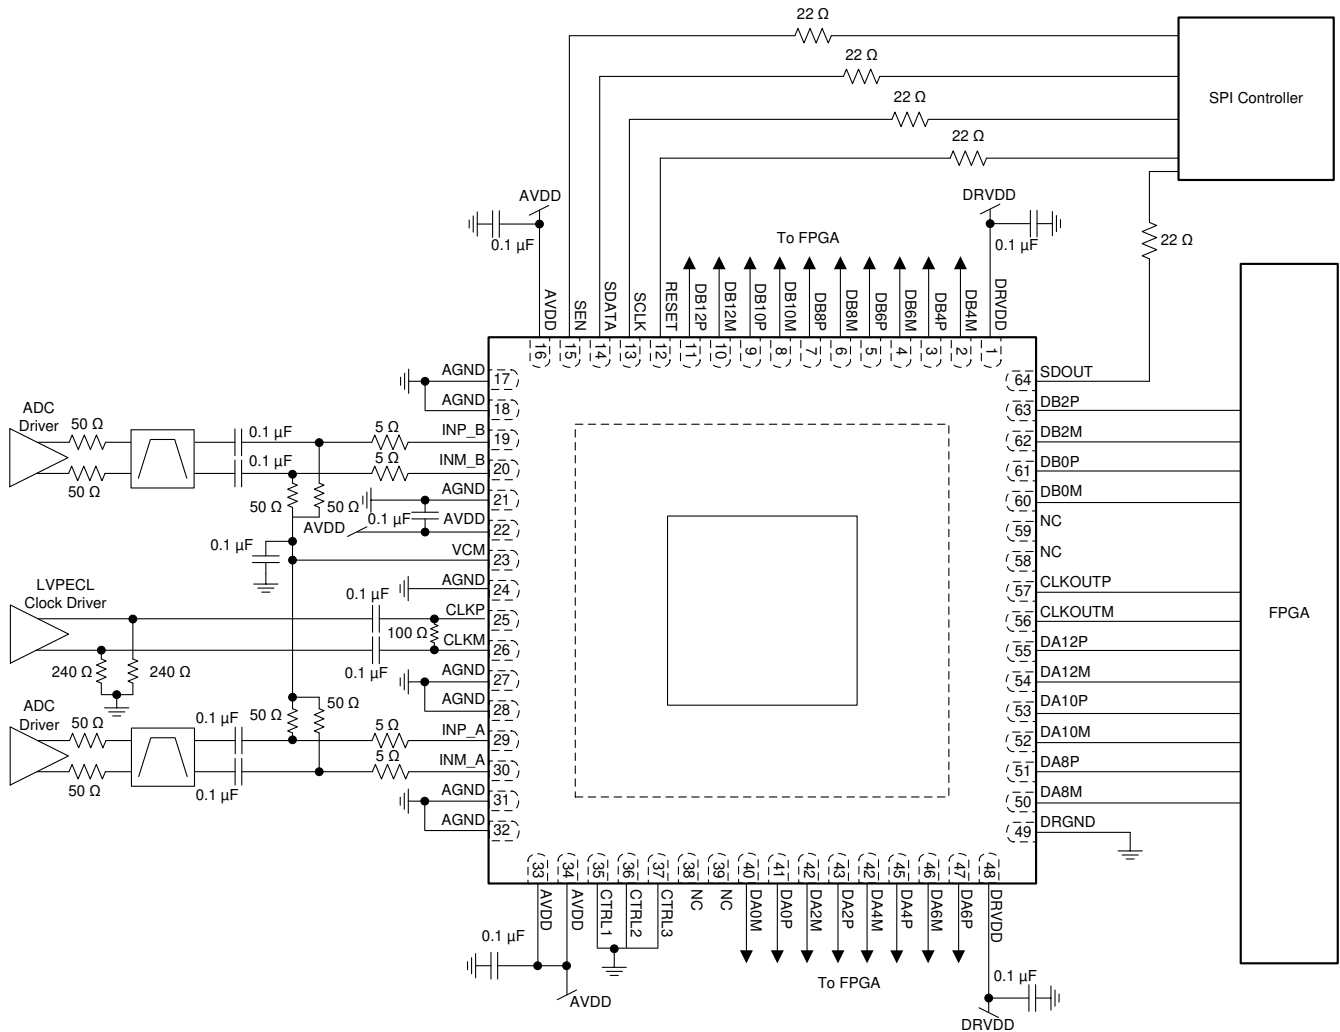 22 Ω
22 Ω
22 Ω
22 Ω
SPI Controller
22 Ω
AVDD
0.1 µF
DRVDD
0.1 µF
To FPGA
AVDD
SEN
SDATA
SCLK
RESET
DB12P
DB12M
DB10P
DB10M
DB8P
DB8M
DB6P
DB6M
DB4P
DB4M
DRVDD
16
15
14
13
12
11
10
9
8
7
6
5
4
3
2
1
AGND 17
AGND 18
INP_B 19
INM_B 20
AGND 21
AVDD 22
VCM 23
AGND 24
CLKP 25
CLKM 26
AGND 27
AGND 28
INP_A 29
INM_A 30
AGND 31
AGND 32
ADC
Driver
50 Ω
50 Ω
0.1 µF
0.1 µF
5 Ω
5 Ω
50 Ω
50 Ω
0.1 µF
AVDD
0.1 µF
LVPECL
Clock Driver
0.1 µF
100 Ω
0.1 µF
240 Ω
240 Ω
ADC
Driver
50 Ω
50 Ω
0.1 µF
0.1 µF
50 Ω
50 Ω
5 Ω
5 Ω
64 SDOUT
63 DB2P
62 DB2M
61 DB0P
60 DB0M
59 NC
58 NC
57 CLKOUTP
56 CLKOUTM
55 DA12P
54 DA12M
53 DA10P
52 DA10M
51 DA8P
50 DA8M
49 DRGND
FPGA
33
34
35
36
37
38
39
40
41
42
43
42
45
46
47
48
AVDD
AVDD
CTRL1
CTRL2
CTRL3
NC
NC
DA0M
DA0P
DA2M
DA2P
DA4M
DA4P
DA6M
DA6P
DRVDD
0.1 µF
AVDD
To FPGA
0.1 µF
DRVDD